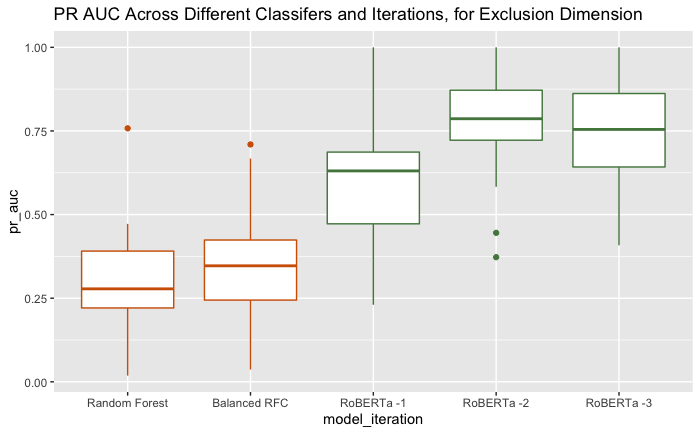 PR AUC Across Different Classifers and Iterations, for Exclusion Dimension
1.00
0.75
0.50
0.25
0.00
pr_auc
Random Forest
Balanced RFC
RoBERTa -1
RoBERTa -2
RoBERTa -3
model_iteration